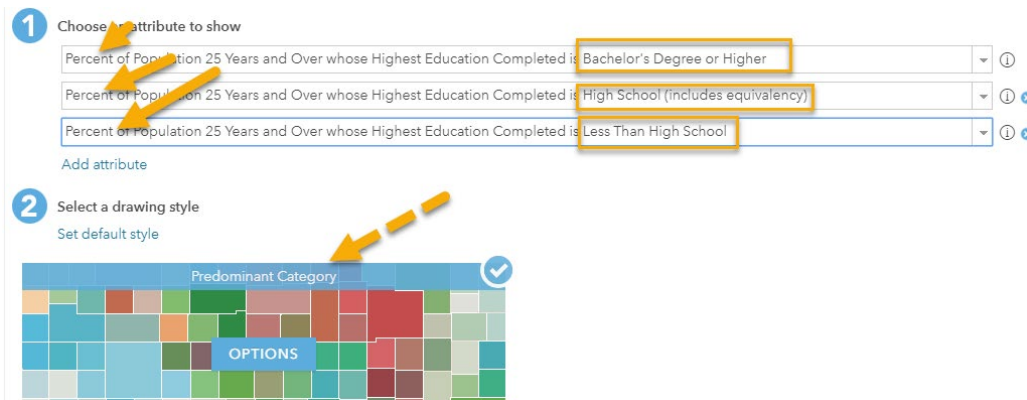 1 Choose an attribute to show
Percent of Population 25 Years and Over whose Highest Education Completed is Bachelor's Degree or Higher
Percent of Population 25 Years and Over whose Highest Education Completed is High School (includes equivalency)
Percent of Population 25 Years and Over whose Highest Education Completed is Less Than High School
Add attribute
2 Select a drawing style
Set default style
Predominant Category
OPTIONS